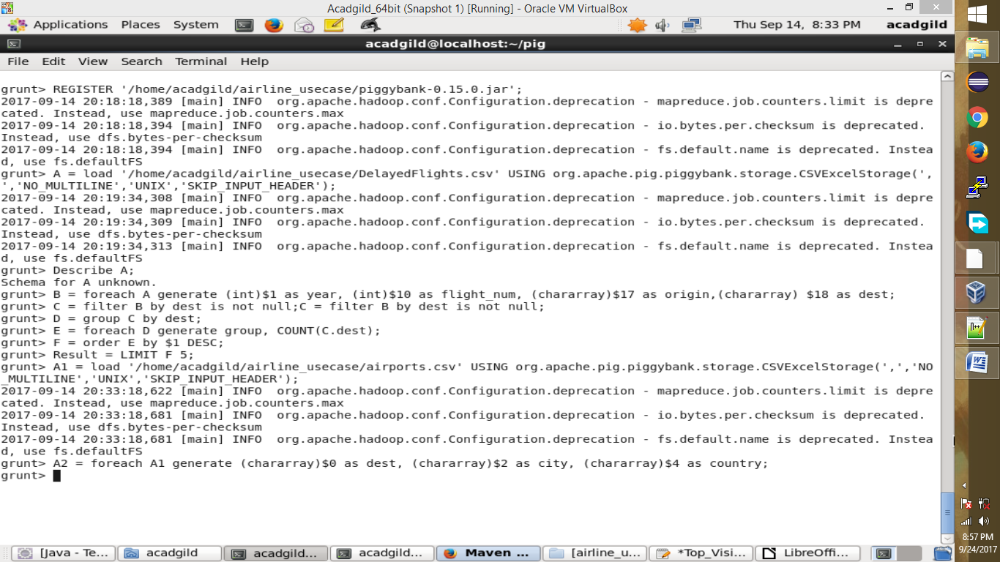 Acadgild_64bit (Snapshot 1) [Running] - Oracle VM VirtualBox
Applications Places System
Thu Sep 14, 8:33 PM acadgild
acadgild@localhost:~/pig
File Edit View Search Terminal Help
grunt> REGISTER '/home/acadgild/airline_usecase/piggybank-0.15.0.jar';
2017-09-14 20:18:18,389 [main] INFO  org.apache.hadoop.conf.Configuration.deprecation - mapreduce.job.counters.limit is depre
cated. Instead, use mapreduce.job.counters.max
2017-09-14 20:18:18,394 [main] INFO  org.apache.hadoop.conf.Configuration.deprecation - io.bytes.per.checksum is deprecated.
Instead, use dfs.bytes-per-checksum
2017-09-14 20:18:18,394 [main] INFO  org.apache.hadoop.conf.Configuration.deprecation - fs.default.name is deprecated. Instea
d, use fs.defaultFS
grunt> A = load '/home/acadgild/airline_usecase/DelayedFlights.csv' USING org.apache.pig.piggybank.storage.CSVExcelStorage(',
','NO_MULTILINE','UNIX','SKIP_INPUT_HEADER');
2017-09-14 20:19:34,308 [main] INFO  org.apache.hadoop.conf.Configuration.deprecation - mapreduce.job.counters.limit is depre
cated. Instead, use mapreduce.job.counters.max
2017-09-14 20:19:34,309 [main] INFO  org.apache.hadoop.conf.Configuration.deprecation - io.bytes.per.checksum is deprecated.
Instead, use dfs.bytes-per-checksum
2017-09-14 20:19:34,313 [main] INFO  org.apache.hadoop.conf.Configuration.deprecation - fs.default.name is deprecated. Instea
d, use fs.defaultFS
grunt> Describe A;
Schema for A unknown.
grunt> B = foreach A generate (int)$1 as year, (int)$10 as flight_num, (chararray)$17 as origin,(chararray) $18 as dest;
grunt> C = filter B by dest is not null;C = filter B by dest is not null;
grunt> D = group C by dest;
grunt> E = foreach D generate group, COUNT(C.dest);
grunt> F = order E by $1 DESC;
grunt> Result = LIMIT F 5;
grunt> A1 = load '/home/acadgild/airline_usecase/airports.csv' USING org.apache.pig.piggybank.storage.CSVExcelStorage(',','NO
_MULTILINE','UNIX','SKIP_INPUT_HEADER');
2017-09-14 20:33:18,622 [main] INFO  org.apache.hadoop.conf.Configuration.deprecation - mapreduce.job.counters.limit is depre
cated. Instead, use mapreduce.job.counters.max
2017-09-14 20:33:18,681 [main] INFO  org.apache.hadoop.conf.Configuration.deprecation - io.bytes.per.checksum is deprecated.
Instead, use dfs.bytes-per-checksum
2017-09-14 20:33:18,681 [main] INFO  org.apache.hadoop.conf.Configuration.deprecation - fs.default.name is deprecated. Instea
d, use fs.defaultFS
grunt> A2 = foreach A1 generate (chararray)$0 as dest, (chararray)$2 as city, (chararray)$4 as country;
grunt>
[Java - Te... acadgild acadgild... acadgild... Maven ... [airline_u... *Top_Visi... LibreOffi...
8:57 PM
9/24/2017